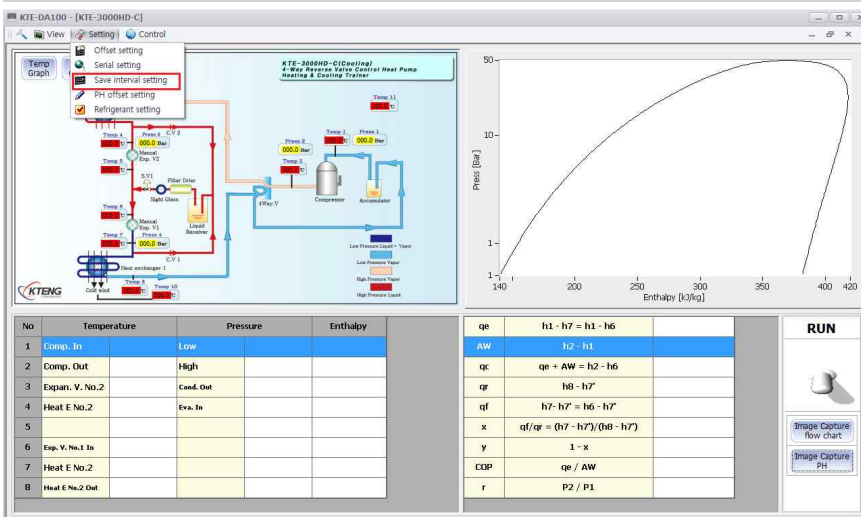 KTE-DA100 - [KTE-3000HD-C]
View Setting Control
Offset setting
Serial setting
Save Interval setting
PH offset setting
Refrigerant setting
Temp
Graph
KTE-3000HD-C(Cooling)
4-Way Reverse Valve Control Heat Pump
Heating & Cooling Trainer
Temp 11
000.0 ℃
Temp 4 Press 3 C.V 2
000.0 ℃ 000.0 Bar
Manual
Exp. V2
Temp 5
000.0 ℃
S.V1 Filter Drier
Sight Glass
Temp 6
000.0 ℃
Manual
Exp. V1
Liquid
Receiver
Temp 7 Press 4
000.0 ℃ 000.0 Bar
C.V 1
Heat exchanger 1
Cold wind
Temp 8 Temp 10
000.0 ℃ 000.0 ℃
KTENG
Press 2 Temp 1 Press 1
000.0 Bar 000.0 ℃ 000.0 Bar
Temp 2
000.0 ℃
4Way.V Compressor Accumulator
Low Pressure Liquid + Vapor
Low Pressure Vapor
High Pressure Vapor
High Pressure Liquid
Press [Bar]
50
10
1
1
140 200 250 300 350 400 420
Enthalpy [kJ/kg]
No Temperature Pressure Enthalpy
1 Comp. In Low
2 Comp. Out High
3 Expan. V. No.2 Cond. Out
4 Heat E No.2 Eva. In
5
6 Exp. V. No.1 In
7 Heat E No.2
8 Heat E No.2 Out
qe h1 - h7 = h1 - h6
AW h2 - h1
qc qe + AW = h2 - h6
qr h8 - h7'
qf h7- h7' = h6 - h7'
x qf/qr = (h7 - h7')/(h8 - h7')
y 1 - x
COP qe / AW
r P2 / P1
RUN
Image Capture
flow chart
Image Capture
PH